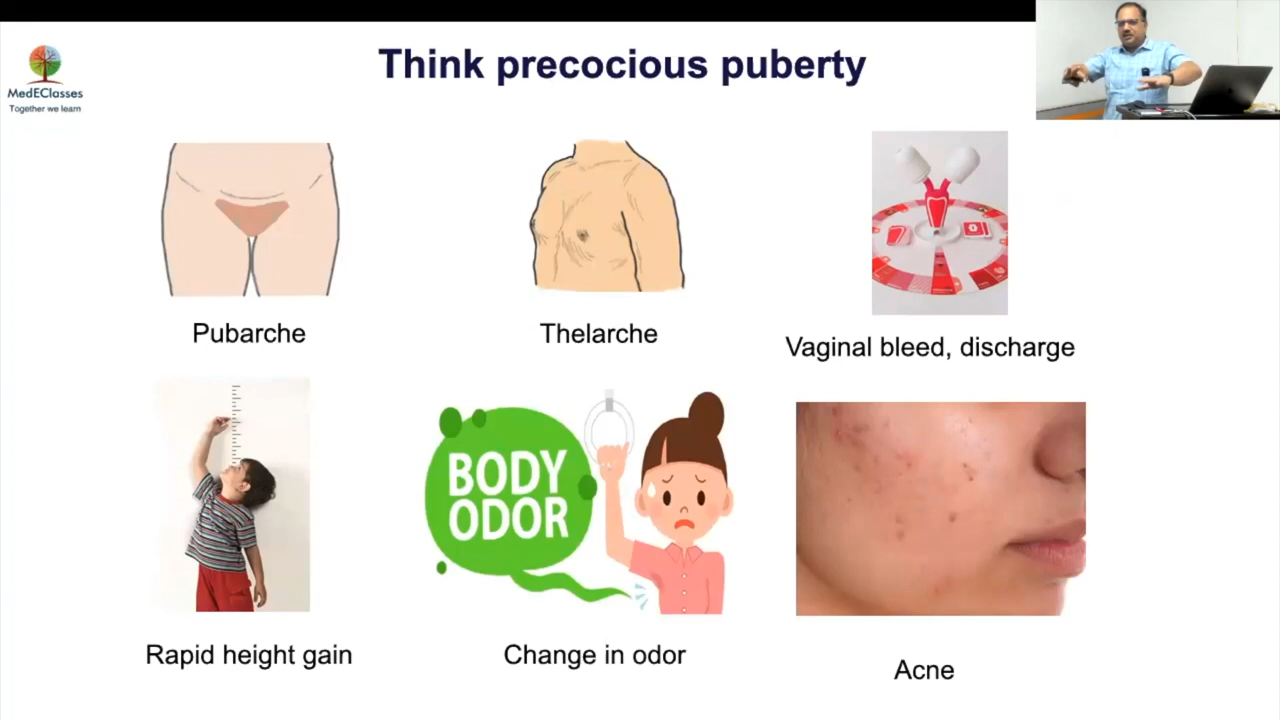 Think precocious puberty
MedEClasses
Together we learn
Pubarche
Thelarche
Vaginal bleed, discharge
BODY
ODOR
Rapid height gain
Change in odor
Acne